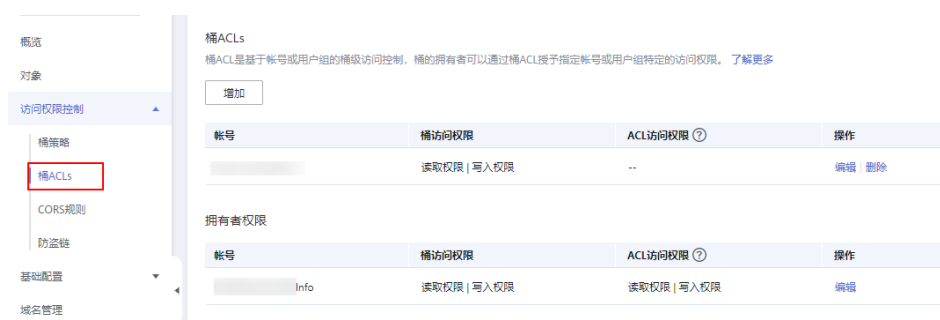 概览
对象
访问权限控制
桶策略
桶ACLs
CORS规则
防盗链
基础配置
域名管理
桶ACLs
桶ACL是基于帐号或用户组的桶级访问控制，桶的拥有者可以通过桶ACL授予指定帐号或用户组特定的访问权限。 了解更多
增加
帐号 桶访问权限 ACL访问权限 ? 操作
读取权限 | 写入权限 -- 编辑 | 删除
拥有者权限
帐号 桶访问权限 ACL访问权限 ? 操作
Info 读取权限 | 写入权限 读取权限 | 写入权限 编辑